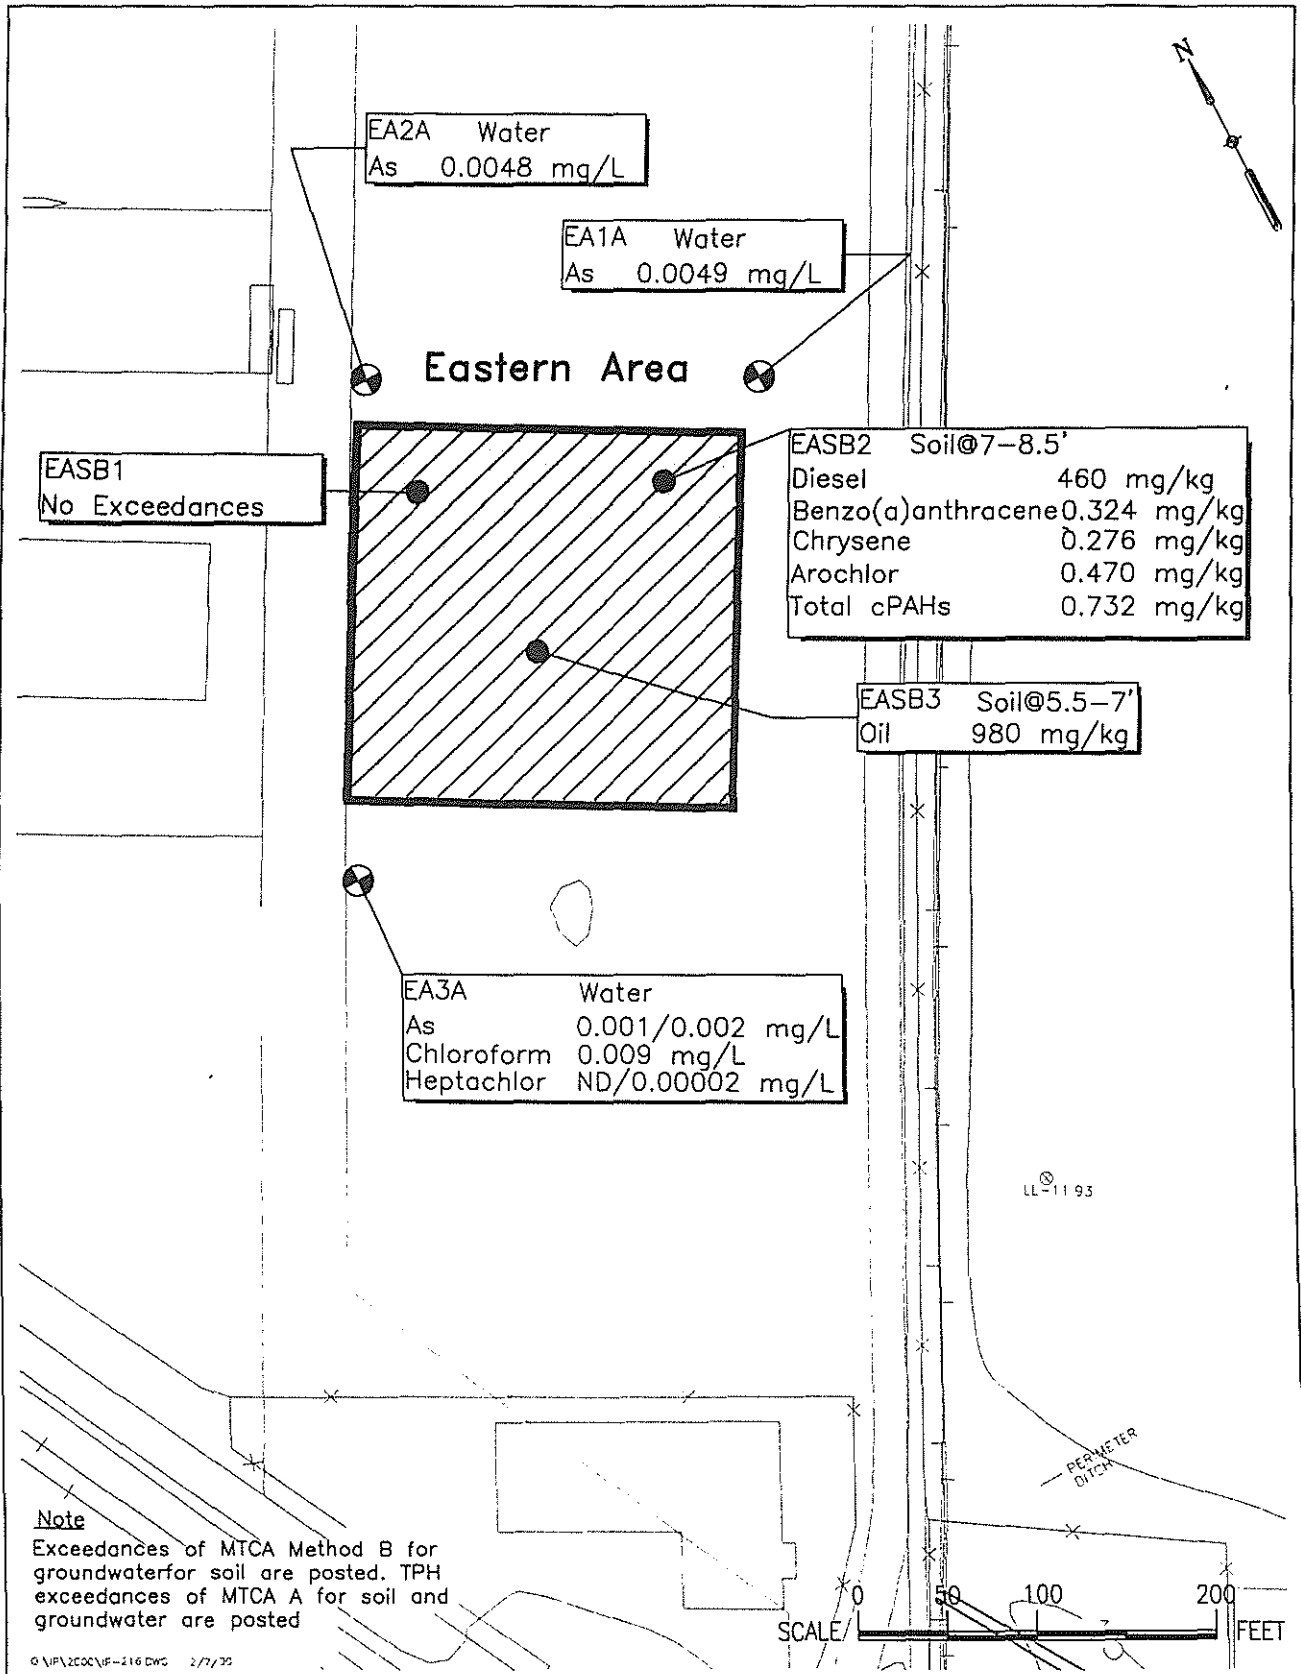 N
EA2A Water
As 0.0048 mg/L
EA1A Water
As 0.0049 mg/L
Eastern Area
EASB1
No Exceedances
EASB2 Soil@7-8.5'
Diesel 460 mg/kg
Benzo(a)anthracene 0.324 mg/kg
Chrysene 0.276 mg/kg
Arochlor 0.470 mg/kg
Total cPAHs 0.732 mg/kg
EASB3 Soil@5.5-7'
Oil 980 mg/kg
EA3A Water
As 0.001/0.002 mg/L
Chloroform 0.009 mg/L
Heptachlor ND/0.00002 mg/L
LL-11 93
PERIMETER
DITCH
Note
Exceedances of MTCA Method B for
groundwaterfor soil are posted. TPH
exceedances of MTCA A for soil and
groundwater are posted
0 50 100 200
SCALE FEET